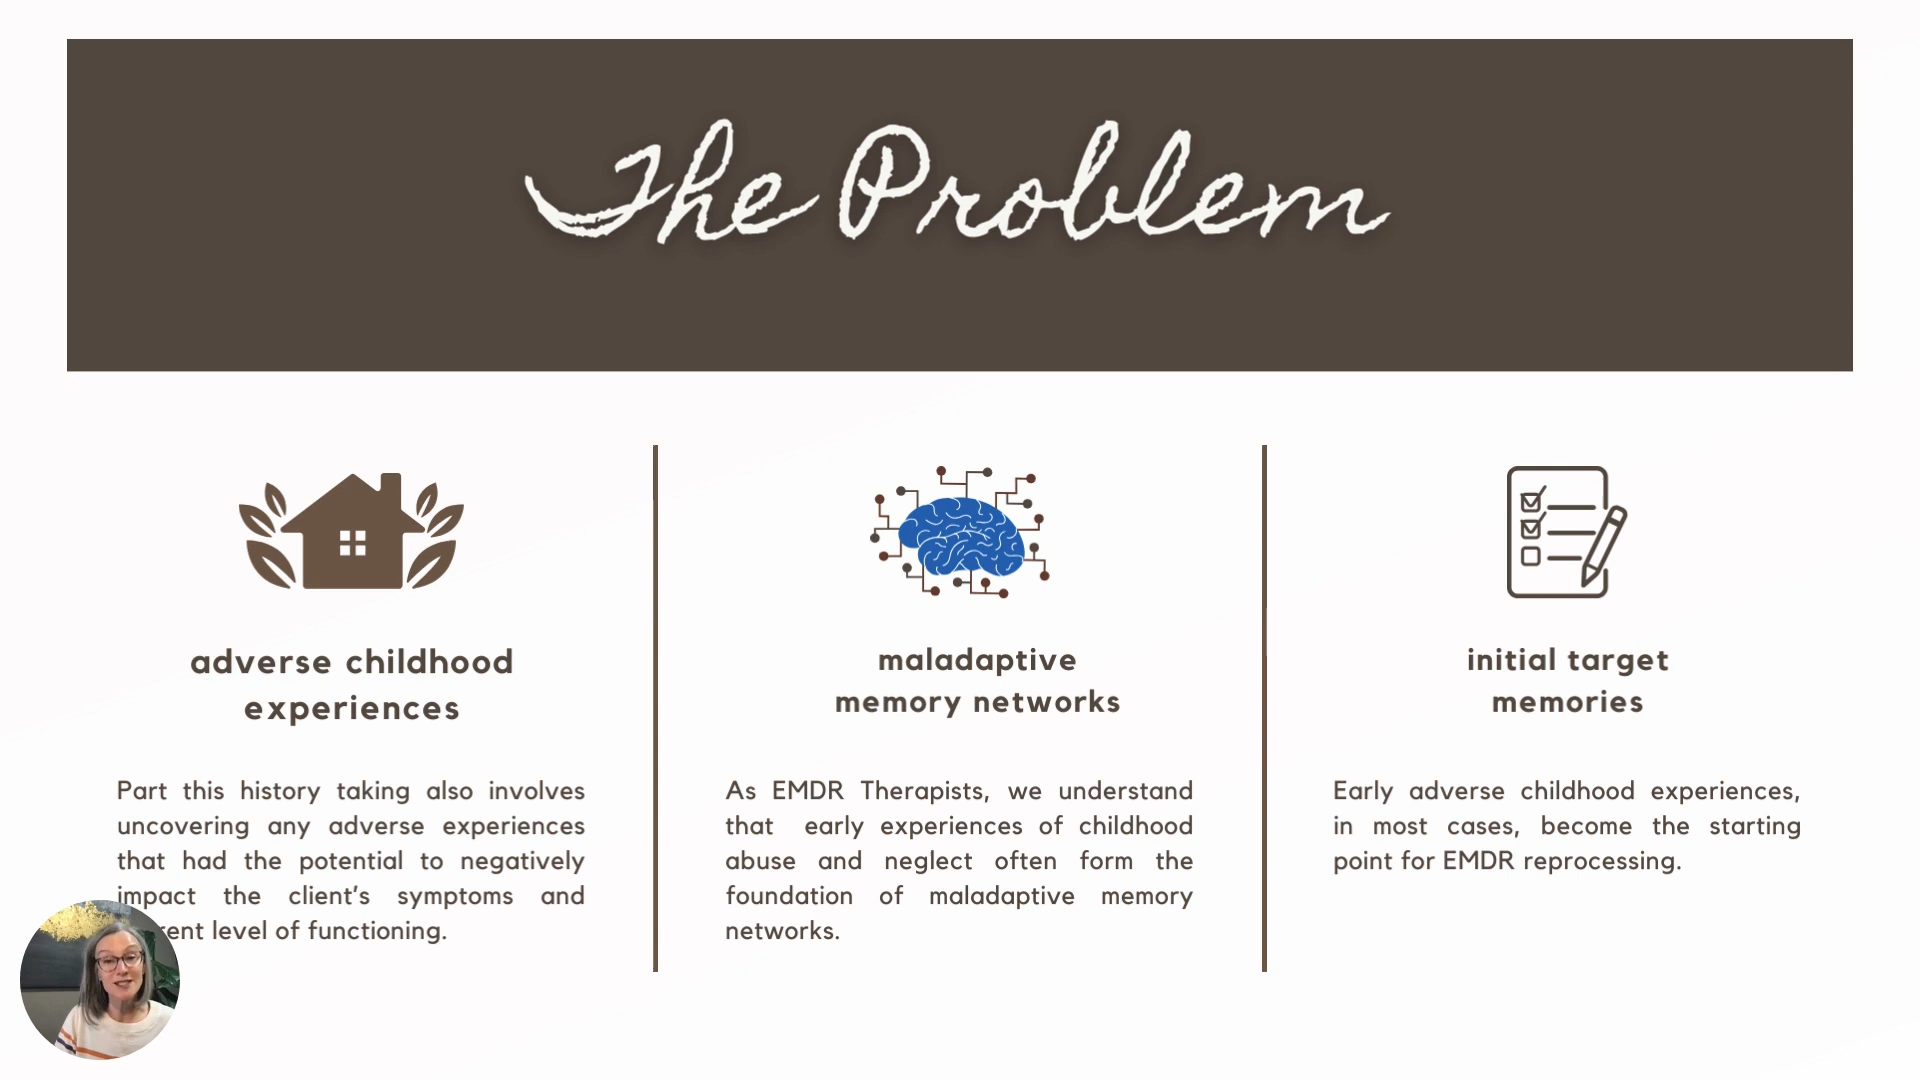 The Problem
adverse childhood
experiences
Part this history taking also involves
uncovering any adverse experiences
that had the potential to negatively
impact the client's symptoms and
level of functioning.
maladaptive
memory networks
As EMDR Therapists, we understand
that early experiences of childhood
abuse and neglect often form the
foundation of maladaptive memory
networks.
initial target
memories
Early adverse childhood experiences,
in most cases, become the starting
point for EMDR reprocessing.